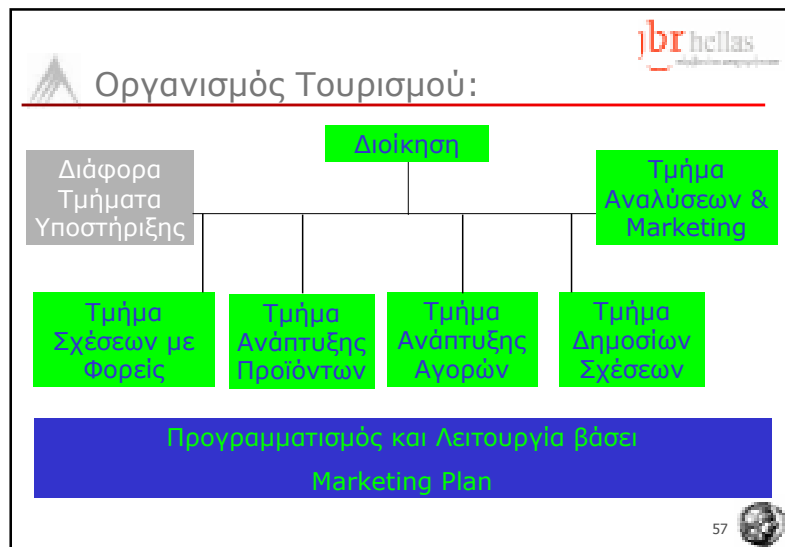 jbr hellas
Οργανισμός Τουρισμού:
Διοίκηση
Διάφορα
Τμήματα
Υποστήριξης
Τμήμα
Αναλύσεων &
Marketing
Τμήμα
Σχέσεων με
Φορείς
Τμήμα
Ανάπτυξης
Προϊόντων
Τμήμα
Ανάπτυξης
Αγορών
Τμήμα
Δημοσίων
Σχέσεων
Προγραμματισμός και Λειτουργία βάσει
Marketing Plan
57